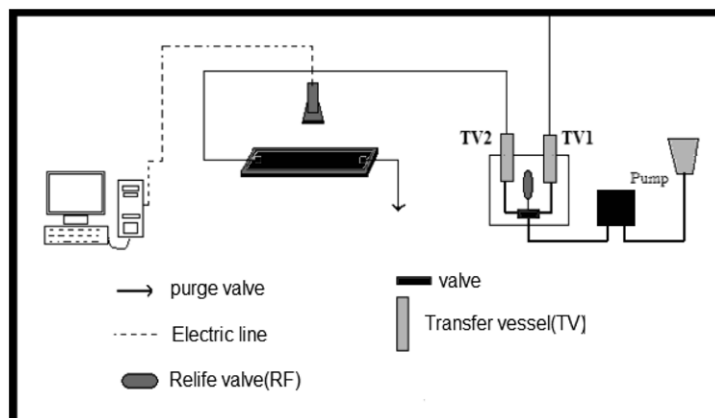 TV2
TV1
Pump
purge valve
valve
Electric line
Transfer vessel(TV)
Relife valve(RF)